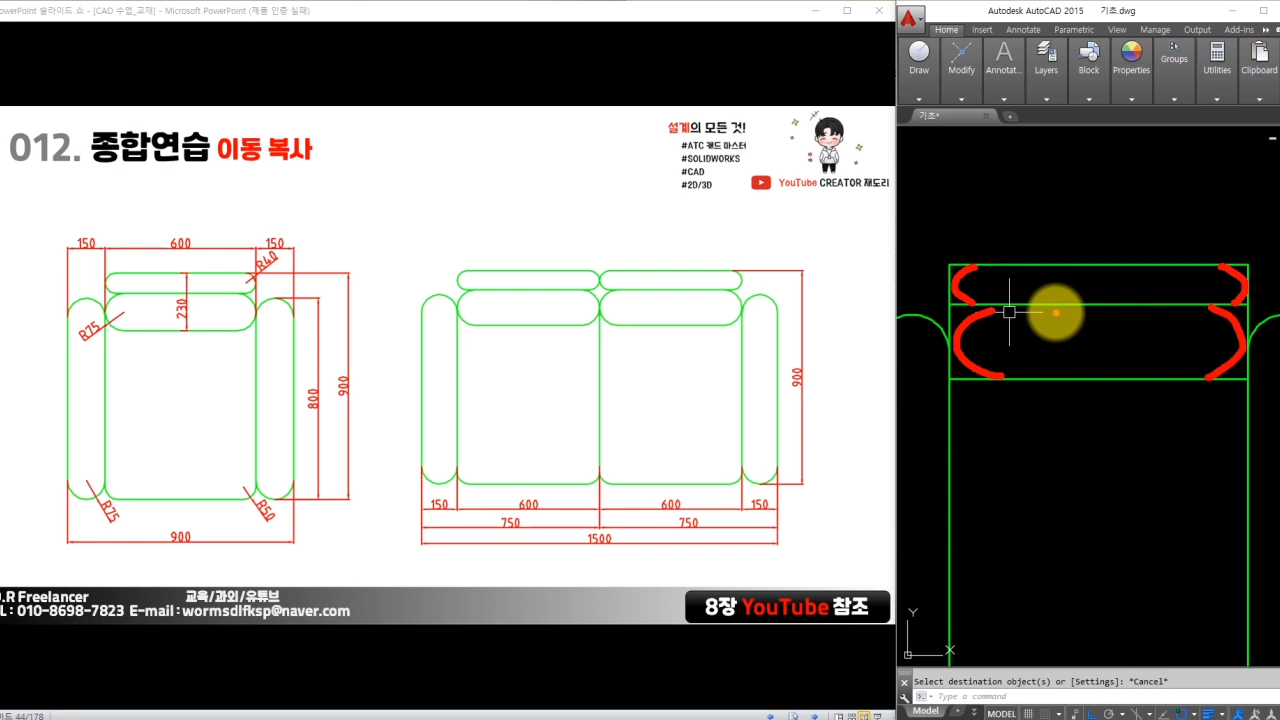 owerPoint 슬라이드 쇼 - [CAD 수업_교재] - Microsoft PowerPoint (제품 인증 실패)
012. 종합연습 이동 복사
설계의 모든 것!
#ATC 캐드마스터
#SOLIDWORKS
#CAD
#2D/3D
YouTube CREATOR 재도리
150 600 150
R40
230
R75
800
900
R75
R50
900
900
150 600 600 150
750 750
1500
.R Freelancer 교육/과외/유튜브
L : 010-8698-7823 E-mail : wormsdlfksp@naver.com
8장 YouTube 참조
드 44/178
Autodesk AutoCAD 2015 기초.dwg
Home Insert Annotate Parametric View Manage Output Add-ins
Draw Modify Annotat... Layers Block Properties Groups Utilities Clipboard
기초*
Y
X
Select destination object(s) or [Settings]: *Cancel*
Type a command
Model MODEL